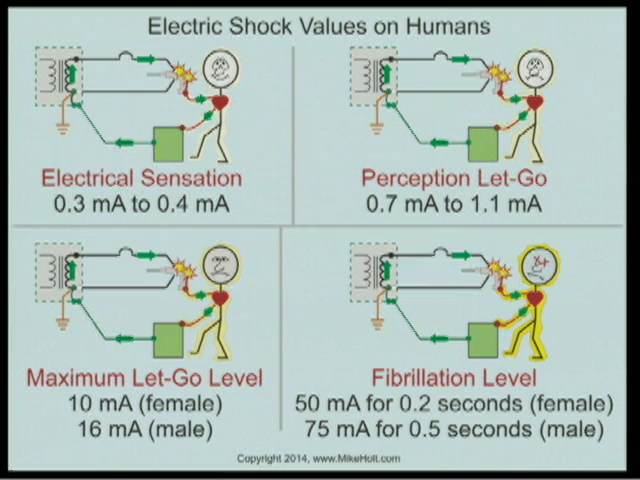 Electric Shock Values on Humans
Electrical Sensation
0.3 mA to 0.4 mA
Perception Let-Go
0.7 mA to 1.1 mA
Maximum Let-Go Level
10 mA (female)
16 mA (male)
Fibrillation Level
50 mA for 0.2 seconds (female)
75 mA for 0.5 seconds (male)
Copyright 2014, www.MikeHolt.com